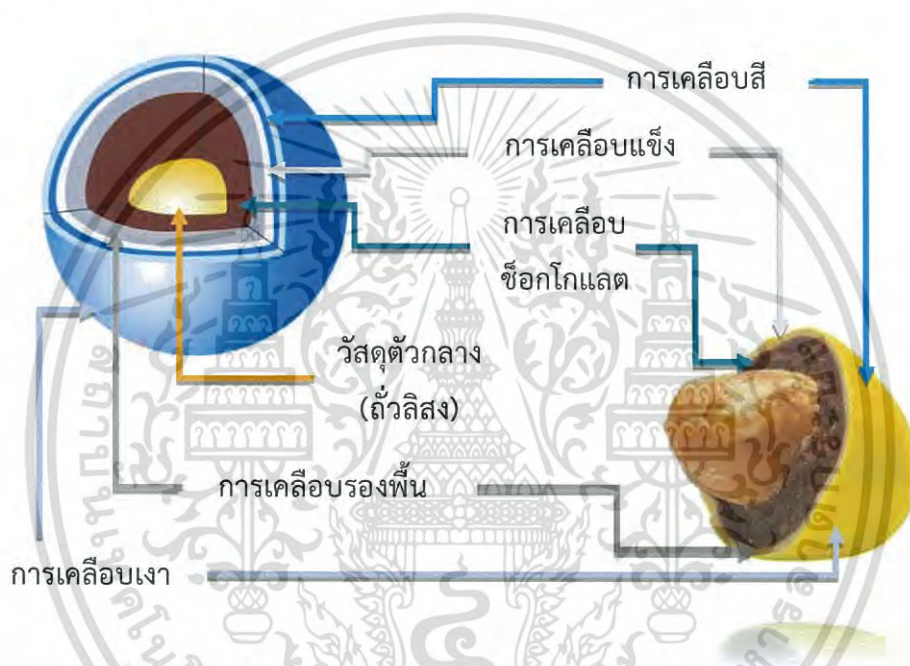 การเคลือบสี
การเคลือบแข็ง
การเคลือบ
ช็อกโกแลต
วัสดุตัวกลาง
(ถั่วลิสง)
การเคลือบรองพื้น
การเคลือบเงา